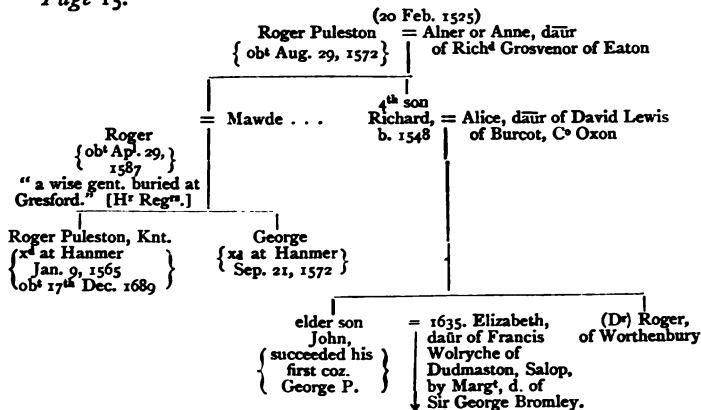 Page 15.
(20 Feb. 1525)
Roger Puleston = Alner or Anne, daūr
{ obt Aug. 29, 1572 } of Richd Grosvenor of Eaton
4th son
= Mawde . . . Richard, = Alice, daūr of David Lewis
b. 1548 of Burcot, Co Oxon
Roger
{ obt Apl. 29, }
1587
"a wise gent. buried at
Gresford." [Hr Regrs.]
Roger Puleston, Knt.
{ xd at Hanmer
Jan. 9, 1565
obt 17th Dec. 1689 }
George
{ xd at Hanmer
Sep. 21, 1572 }
elder son
John,
{ succeeded his
first coz.
George P. }
= 1635. Elizabeth,
daūr of Francis
Wolryche of
Dudmaston, Salop,
by Margt, d. of
Sir George Bromley.
(Dr) Roger,
of Worthenbury